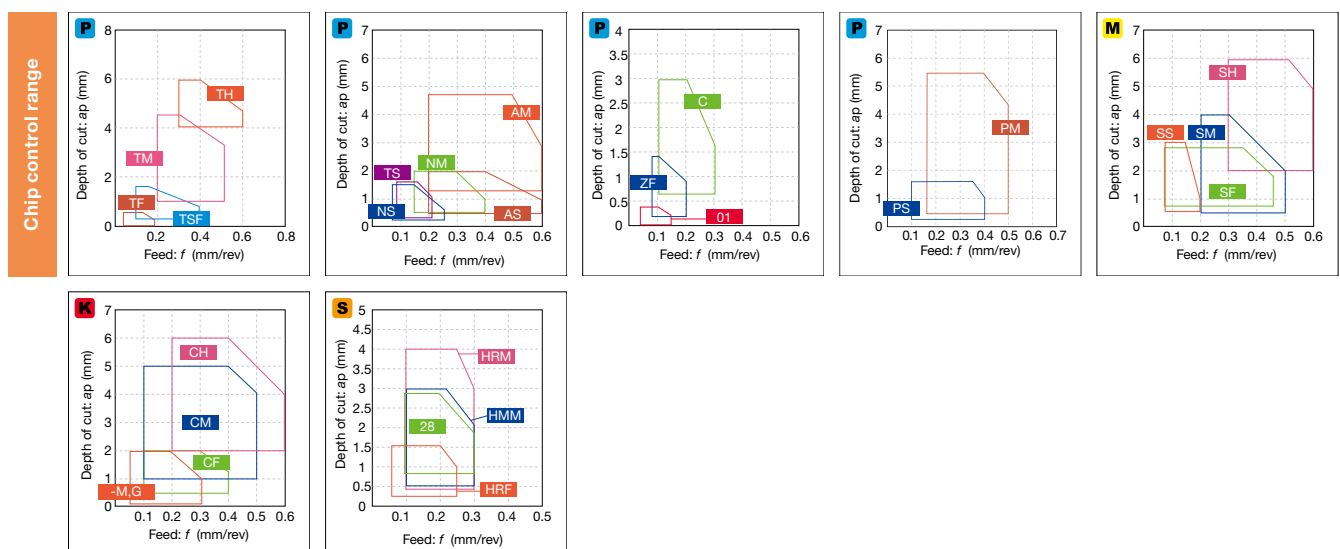 Chip control range
P
8
6
4
2
0
0.2 0.4 0.6 0.8
Depth of cut: ap (mm)
Feed: f (mm/rev)
TH
TM
TF
TSF
P
7
6
5
4
3
2
1
0
0.1 0.2 0.3 0.4 0.5 0.6
Depth of cut: ap (mm)
Feed: f (mm/rev)
AM
NM
TS
NS
AS
P
4
3.5
3
2.5
2
1.5
1
0.5
0
0.1 0.2 0.3 0.4 0.5 0.6
Depth of cut: ap (mm)
Feed: f (mm/rev)
C
ZF
01
P
7
6
5
4
3
2
1
0
0.1 0.2 0.3 0.4 0.5 0.6 0.7
Depth of cut: ap (mm)
Feed: f (mm/rev)
PM
PS
M
7
6
5
4
3
2
1
0
0.1 0.2 0.3 0.4 0.5 0.6
Depth of cut: ap (mm)
Feed: f (mm/rev)
SH
SS
SM
SF
K
7
6
5
4
3
2
1
0
0.1 0.2 0.3 0.4 0.5 0.6
Depth of cut: ap (mm)
Feed: f (mm/rev)
CH
CM
CF
-M,G
S
5
4.5
4
3.5
3
2.5
2
1.5
1
0.5
0
0.1 0.2 0.3 0.5
Depth of cut: ap (mm)
Feed: f (mm/rev)
HRM
HMM
28
HRF